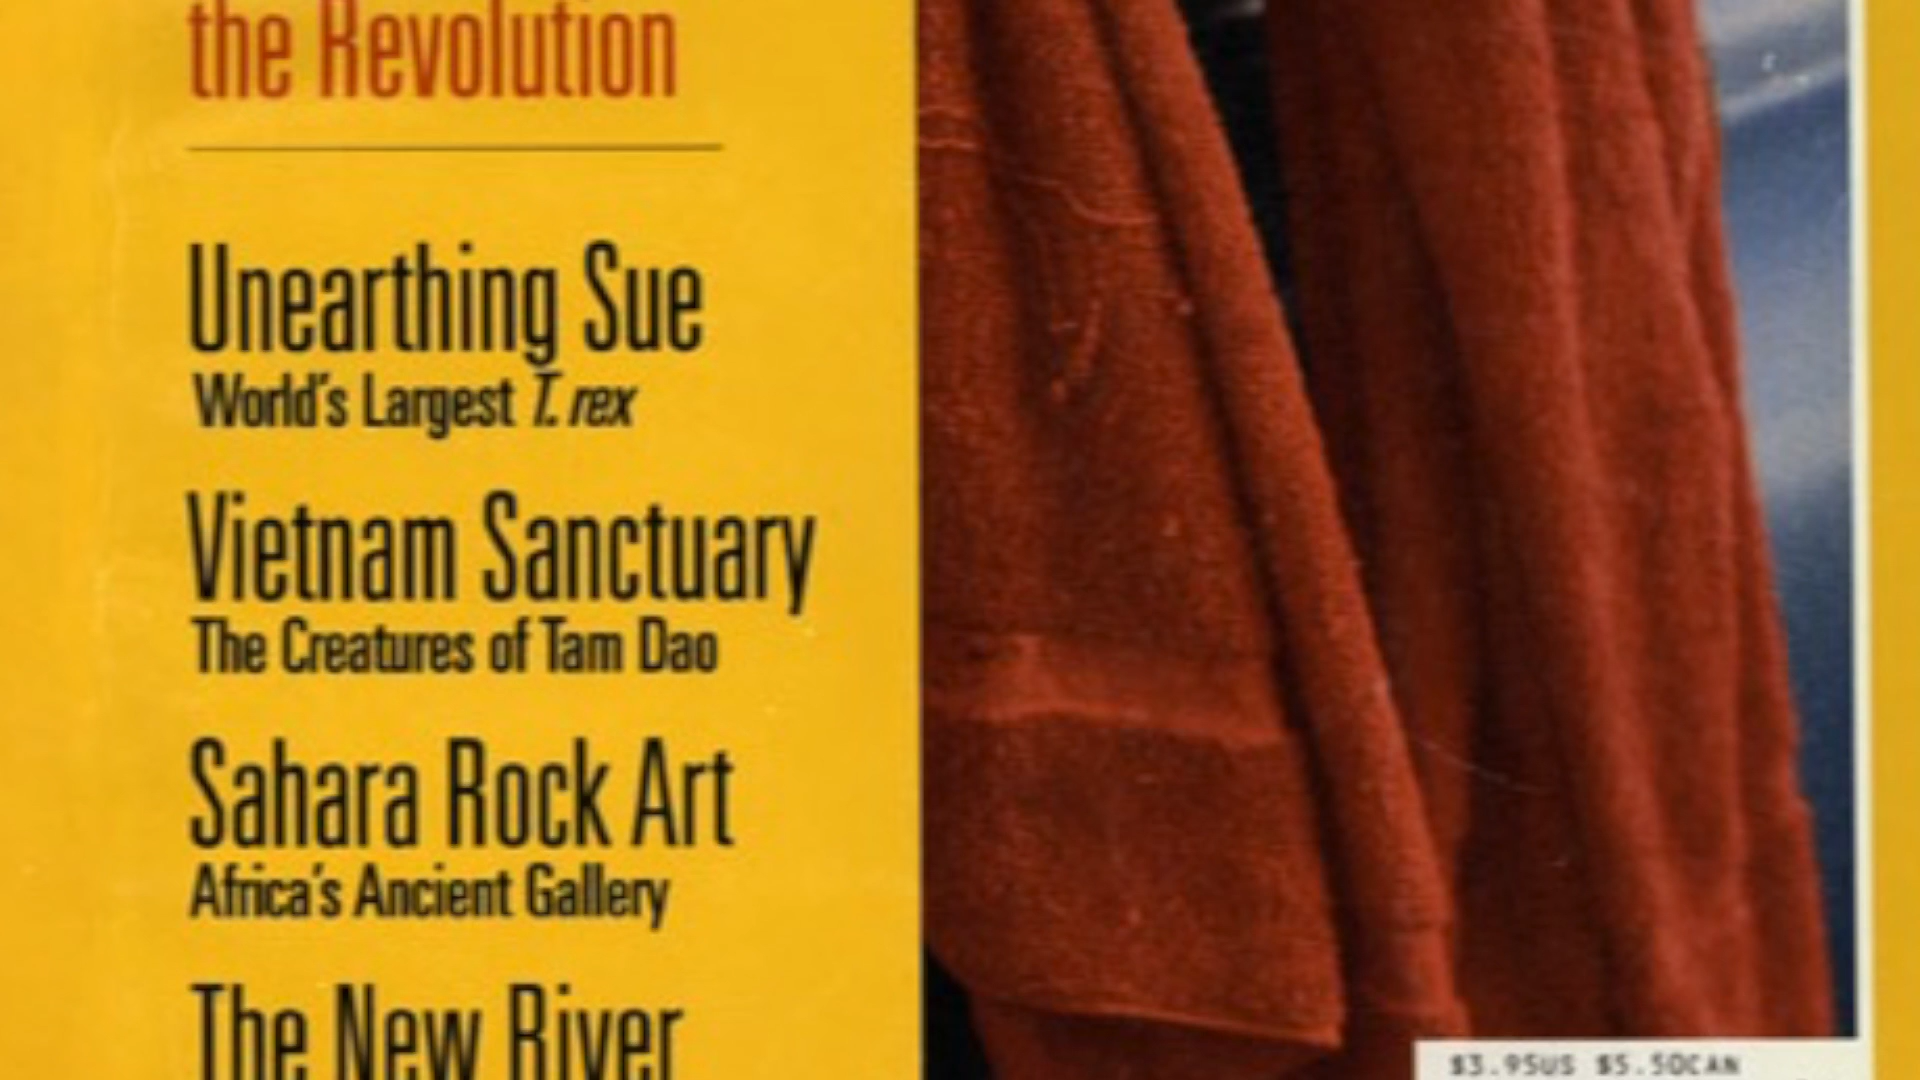 the Revolution
Unearthing Sue
World's Largest T. rex
Vietnam Sanctuary
The Creatures of Tam Dao
Sahara Rock Art
Africa's Ancient Gallery
The New River
$3.95US $5.50CAN